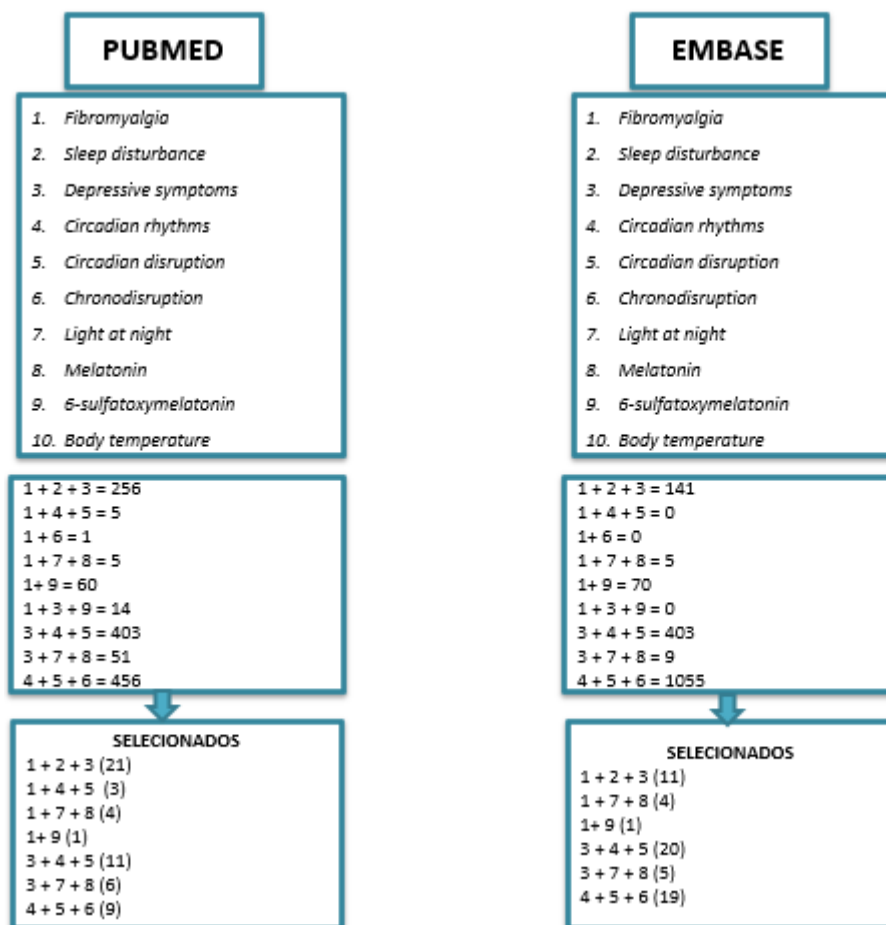 PUBMED
1. Fibromyalgia
2. Sleep disturbance
3. Depressive symptoms
4. Circadian rhythms
5. Circadian disruption
6. Chronodisruption
7. Light at night
8. Melatonin
9. 6-sulfatoxymelatonin
10. Body temperature
1 + 2 + 3 = 256
1 + 4 + 5 = 5
1 + 6 = 1
1 + 7 + 8 = 5
1+ 9 = 60
1 + 3 + 9 = 14
3 + 4 + 5 = 403
3 + 7 + 8 = 51
4 + 5 + 6 = 456
SELECIONADOS
1 + 2 + 3 (21)
1 + 4 + 5 (3)
1 + 7 + 8 (4)
1+ 9 (1)
3 + 4 + 5 (11)
3 + 7 + 8 (6)
4 + 5 + 6 (9)
EMBASE
1. Fibromyalgia
2. Sleep disturbance
3. Depressive symptoms
4. Circadian rhythms
5. Circadian disruption
6. Chronodisruption
7. Light at night
8. Melatonin
9. 6-sulfatoxymelatonin
10. Body temperature
1 + 2 + 3 = 141
1 + 4 + 5 = 0
1+ 6 = 0
1 + 7 + 8 = 5
1+ 9 = 70
1 + 3 + 9 = 0
3 + 4 + 5 = 403
3 + 7 + 8 = 9
4 + 5 + 6 = 1055
SELECIONADOS
1 + 2 + 3 (11)
1 + 7 + 8 (4)
1+ 9 (1)
3 + 4 + 5 (20)
3 + 7 + 8 (5)
4 + 5 + 6 (19)